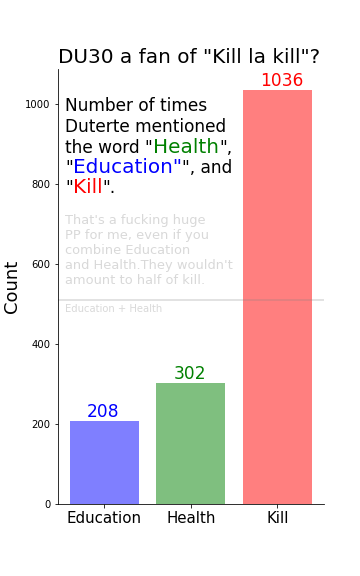 DU30 a fan of "Kill la kill"?
1036
Number of times
Duterte mentioned
the word "Health",
"Education"", and
"Kill".
That's a fucking huge
PP for me, even if you
combine Education
and Health.They wouldn't
amount to half of kill.
Education + Health
302
208
Count
1000
800
600
400
200
0
Education Health Kill